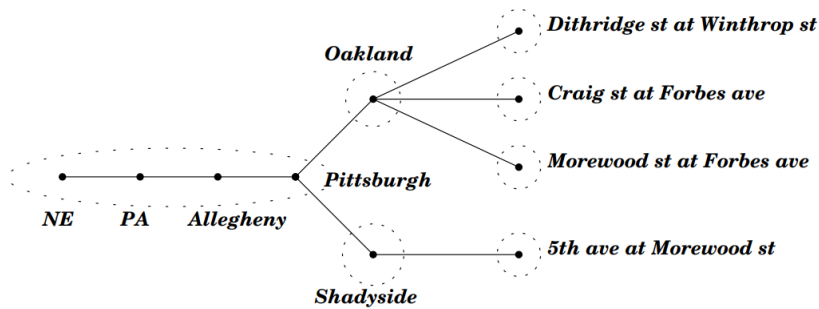 Dithridge st at Winthrop st
Oakland
Craig st at Forbes ave
Morewood st at Forbes ave
Pittsburgh
NE
PA
Allegheny
5th ave at Morewood st
Shadyside